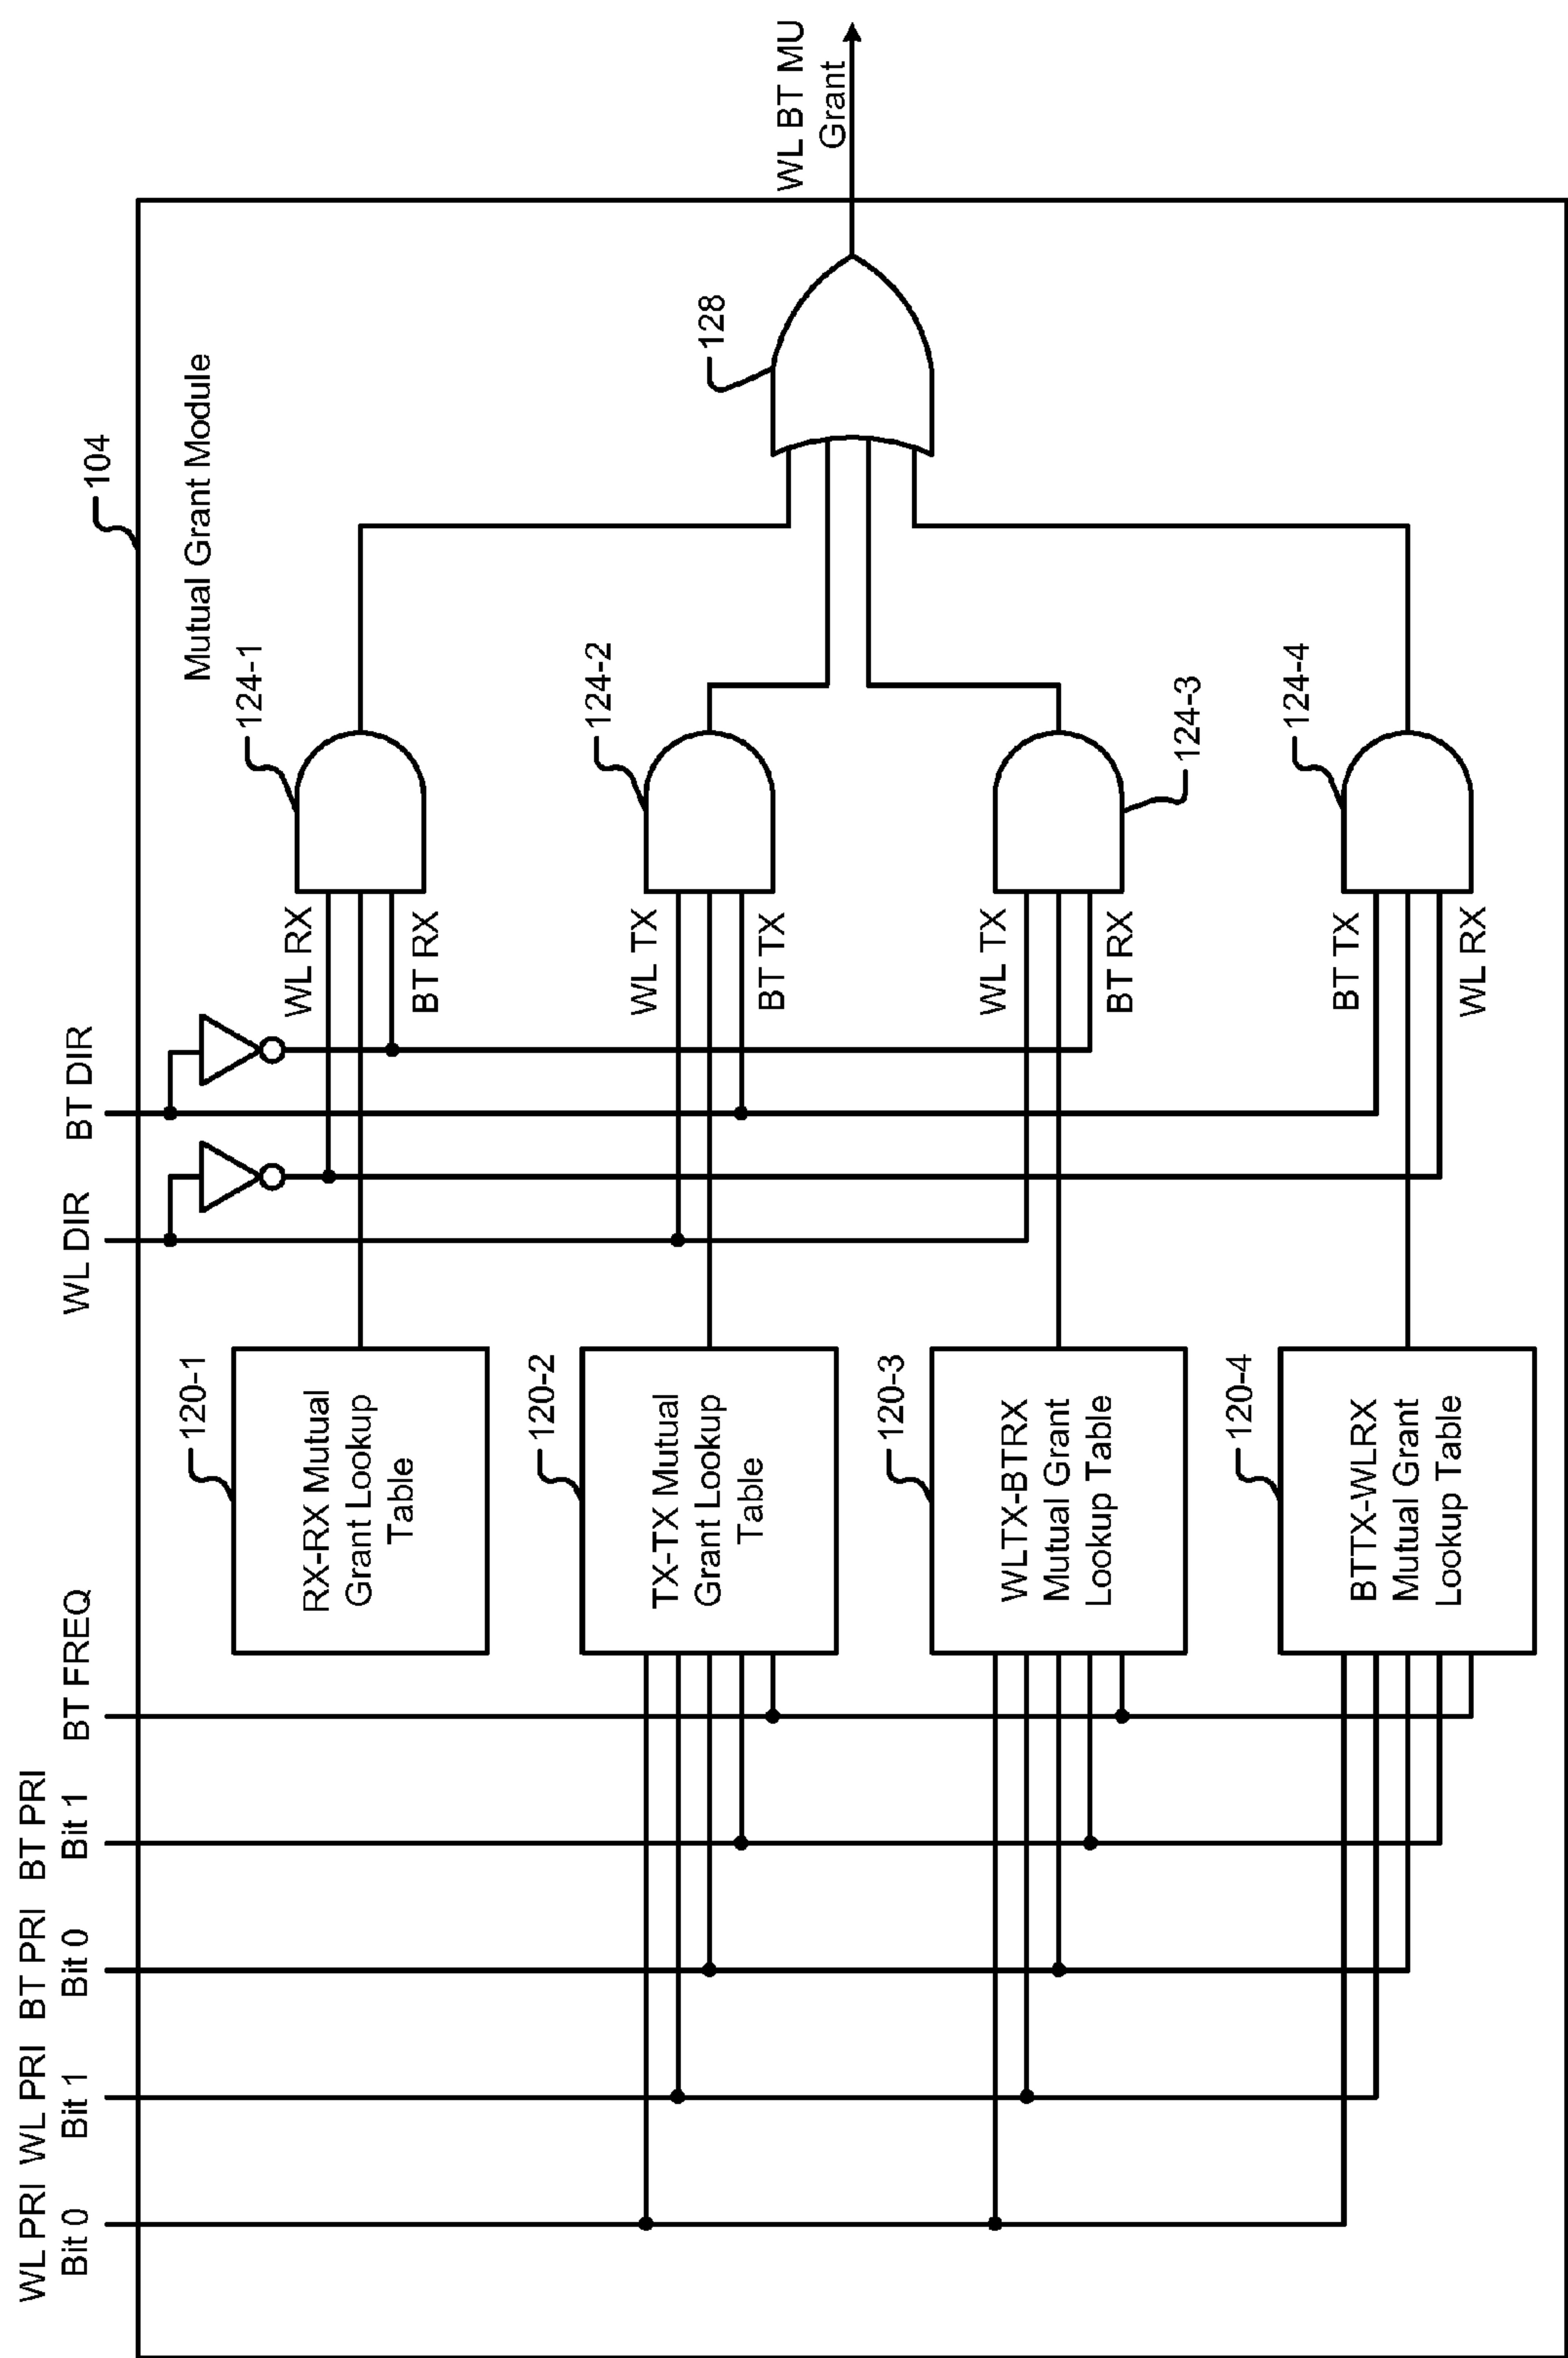 WL PRI
Bit 0
WL PRI
Bit 1
BT PRI
Bit 0
BT PRI
Bit 1
BT FREQ
WL DIR
BT DIR
104
Mutual Grant Module
120-1
RX-RX Mutual
Grant Lookup
Table
WL RX
BT RX
124-1
120-2
TX-TX Mutual
Grant Lookup
Table
WL TX
BT TX
124-2
120-3
WLTX-BTRX
Mutual Grant
Lookup Table
WL TX
BT RX
124-3
120-4
BTTX-WLRX
Mutual Grant
Lookup Table
BT TX
WL RX
124-4
128
WL BT MU
Grant